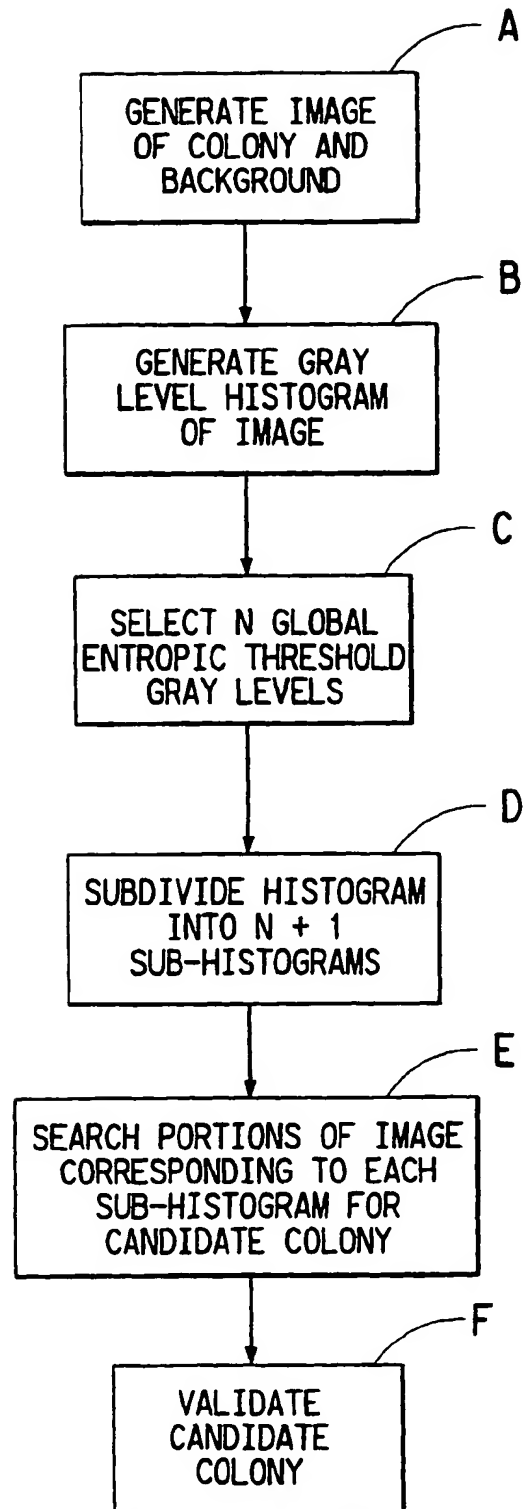 A
GENERATE IMAGE
OF COLONY AND
BACKGROUND
B
GENERATE GRAY
LEVEL HISTOGRAM
OF IMAGE
C
SELECT N GLOBAL
ENTROPIC THRESHOLD
GRAY LEVELS
D
SUBDIVIDE HISTOGRAM
INTO N + 1
SUB-HISTOGRAMS
E
SEARCH PORTIONS OF IMAGE
CORRESPONDING TO EACH
SUB-HISTOGRAM FOR
CANDIDATE COLONY
F
VALIDATE
CANDIDATE
COLONY